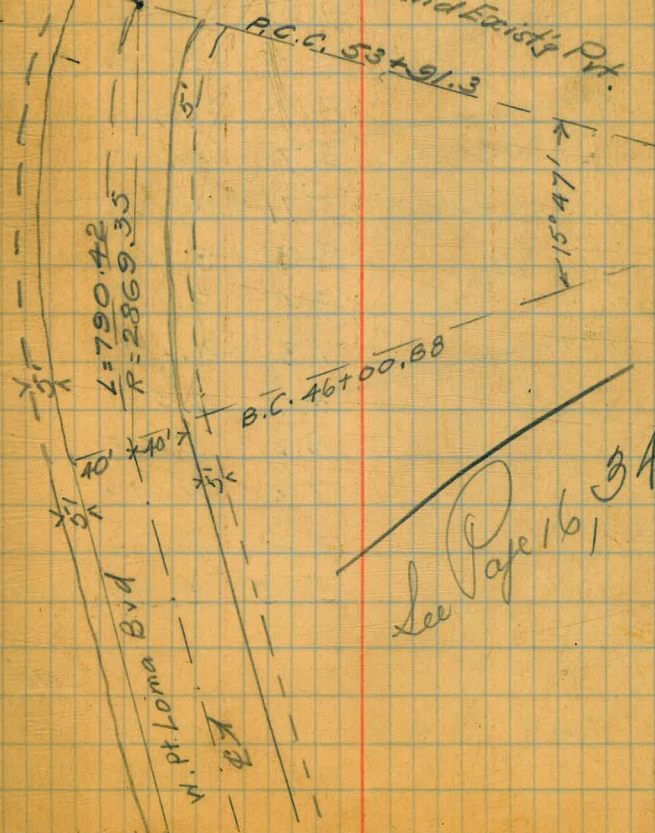 nd Exist'g Pvt.
P.C.C. 53+91.3
5'
15°47'
L=790.42
R=2869.35
5'
B.C. 46+00.88
40'
40'
5'
5'
34
See Page 16,
W. Pt. Loma Blvd